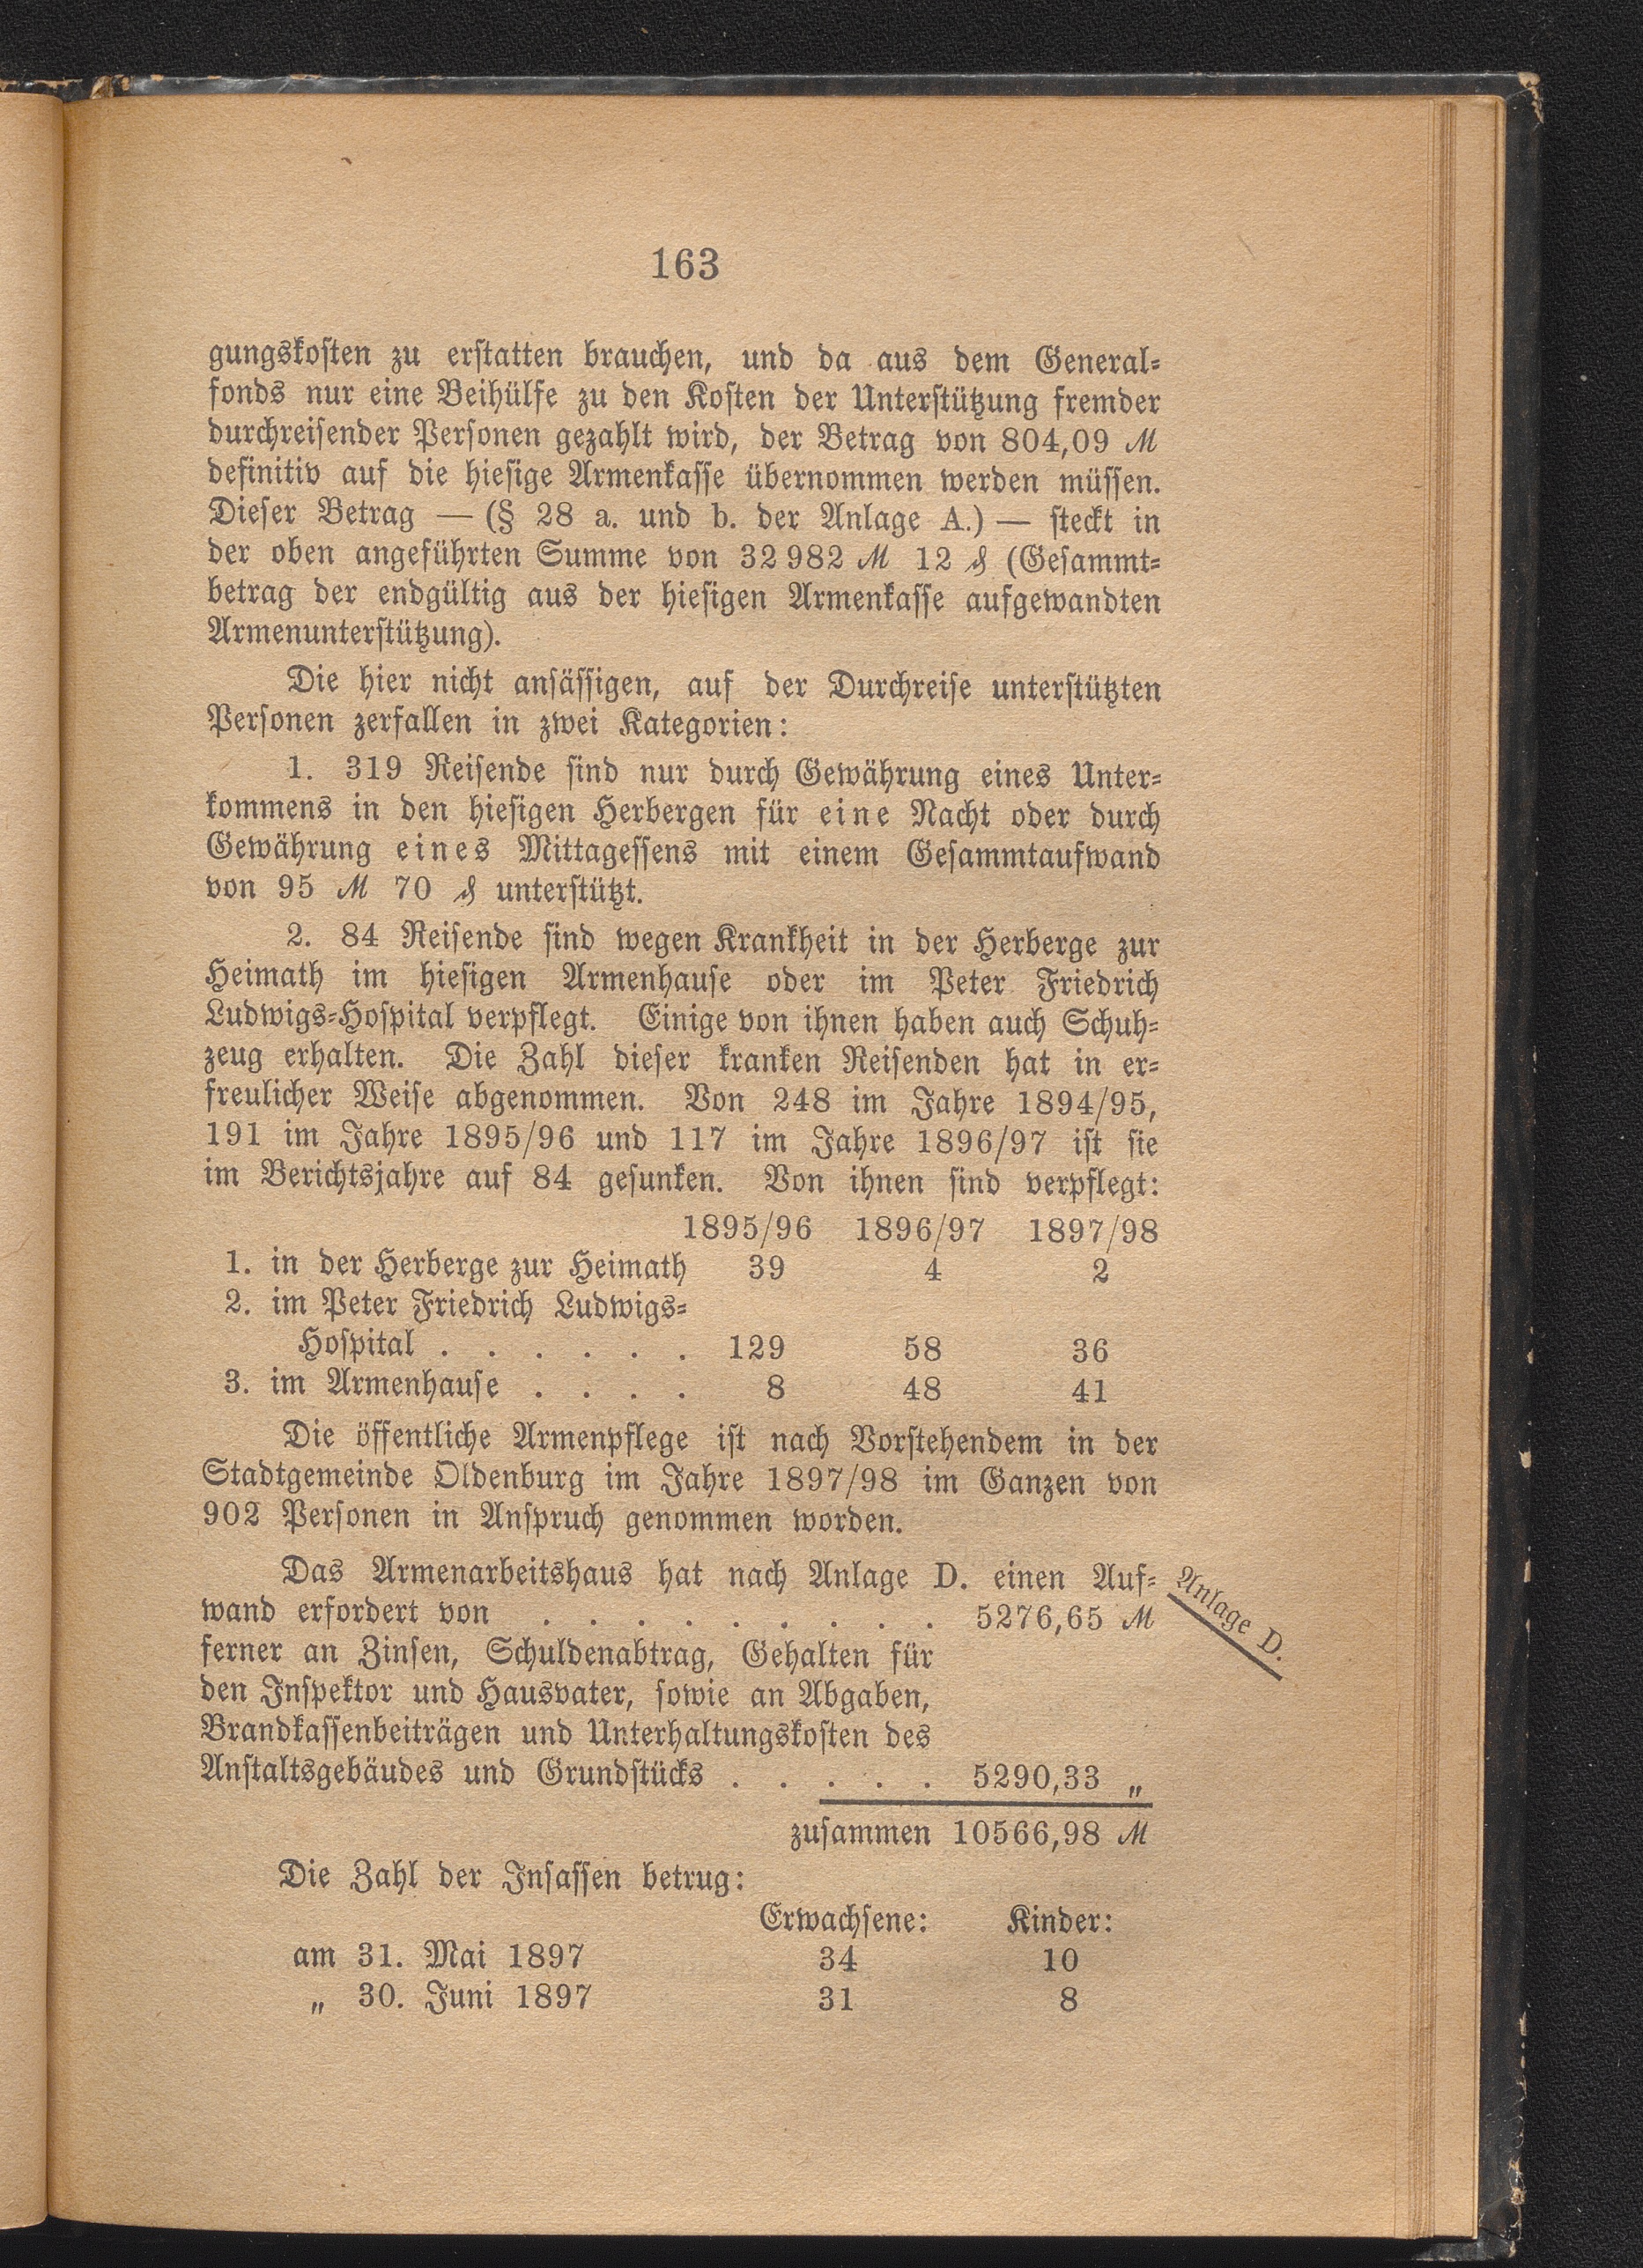 163
gungskosten zu erstatten brauchen, und da aus dem General-
fonds nur eine Beihülfe zu den Kosten der Unterstützung fremder
durchreisender Personen gezahlt wird, der Betrag von 804,09 ℳ
definitiv auf die hiesige Armenkasse übernommen werden müssen.
Dieser Betrag — (§ 28 a. und b. der Anlage A.) — steckt in
der oben angeführten Summe von 32 982 ℳ 12 ₰ (Gesammt-
betrag der endgültig aus der hiesigen Armenkasse aufgewandten
Armenunterstützung).
Die hier nicht ansässigen, auf der Durchreise unterstützten
Personen zerfallen in zwei Kategorien:
1. 319 Reisende sind nur durch Gewährung eines Unter-
kommens in den hiesigen Herbergen für eine Nacht oder durch
Gewährung eines Mittagessens mit einem Gesammtaufwand
von 95 ℳ 70 ₰ unterstützt.
2. 84 Reisende sind wegen Krankheit in der Herberge zur
Heimath im hiesigen Armenhause oder im Peter Friedrich
Ludwigs-Hospital verpflegt. Einige von ihnen haben auch Schuh-
zeug erhalten. Die Zahl dieser kranken Reisenden hat in er-
freulicher Weise abgenommen. Von 248 im Jahre 1894/95,
191 im Jahre 1895/96 und 117 im Jahre 1896/97 ist sie
im Berichtsjahre auf 84 gesunken. Von ihnen sind verpflegt:
1895/96 1896/97 1897/98
1. in der Herberge zur Heimath 39 4 2
2. im Peter Friedrich Ludwigs-
Hospital . . . . . . 129 58 36
3. im Armenhause . . . . 8 48 41
Die öffentliche Armenpflege ist nach Vorstehendem in der
Stadtgemeinde Oldenburg im Jahre 1897/98 im Ganzen von
902 Personen in Anspruch genommen worden.
Das Armenarbeitshaus hat nach Anlage D. einen Auf- Anlage D.
wand erfordert von . . . . . . . . . 5276,65 ℳ
ferner an Zinsen, Schuldenabtrag, Gehalten für
den Inspektor und Hausvater, sowie an Abgaben,
Brandkassenbeiträgen und Unterhaltungskosten des
Anstaltsgebäudes und Grundstücks . . . . . 5290,33 „
zusammen 10566,98 ℳ
Die Zahl der Insassen betrug:
Erwachsene: Kinder:
am 31. Mai 1897 34 10
„ 30. Juni 1897 31 8